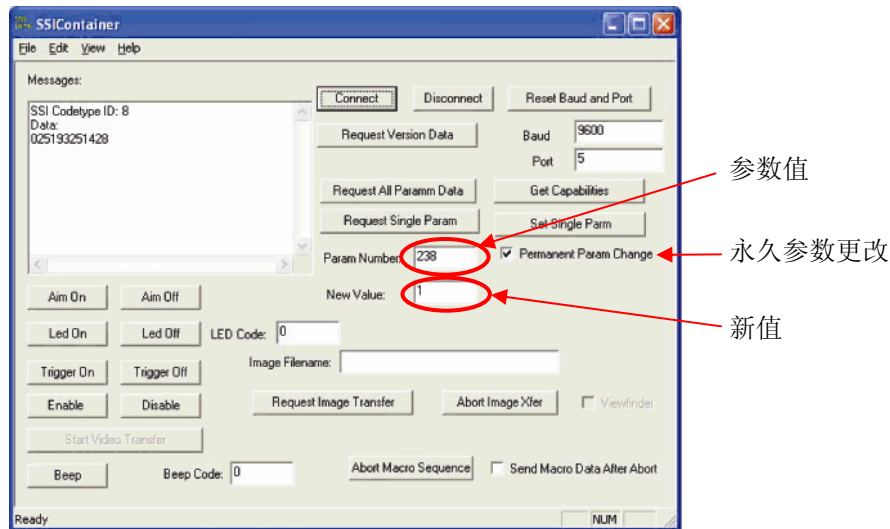 SSIContainer
File Edit View Help
Messages:
SSI Codetype ID: 8
Data:
025193251428
Connect Disconnect Reset Baud and Port
Request Version Data Baud 9600
Port 5
Request All Paramm Data Get Capabilities
Request Single Param Set Single Parm
Param Number: 238 Permanent Param Change
New Value: 1
参数值
永久参数更改
新值
Aim On Aim Off
Led On Led Off LED Code: 0
Image Filename:
Trigger On Trigger Off
Enable Disable Request Image Transfer Abort Image Xfer Viewfinder
Start Video Transfer
Beep Beep Code: 0 Abort Macro Sequence Send Macro Data After Abort
Ready NUM